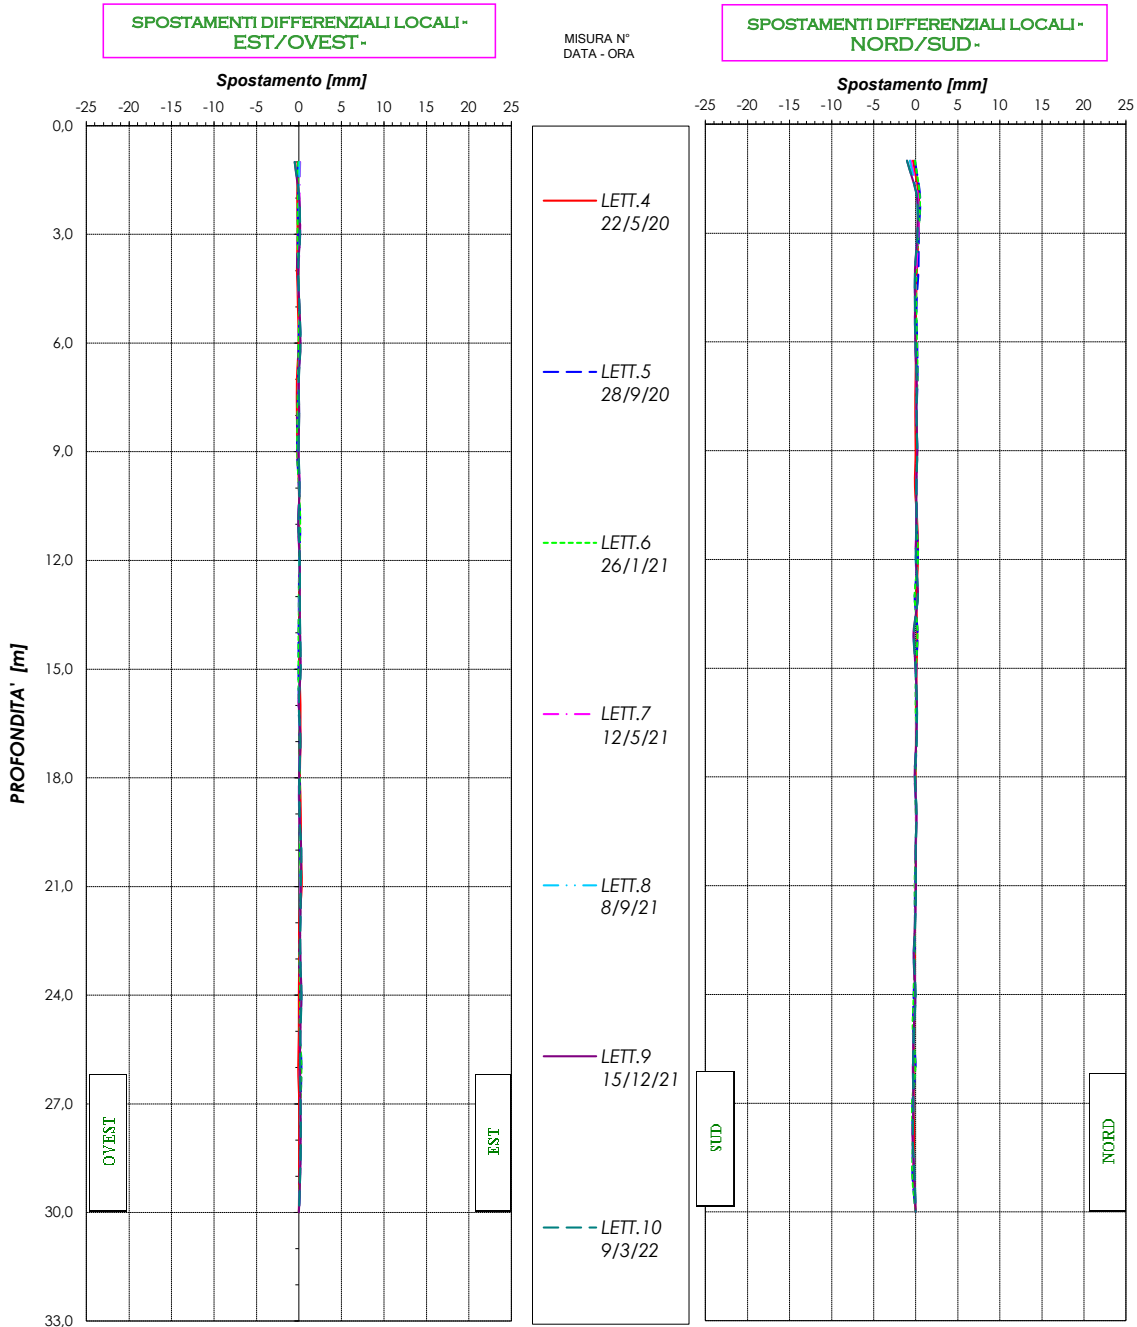 SPOSTAMENTI DIFFERENZIALI LOCALI -
EST/OVEST -
MISURA N°
DATA - ORA
SPOSTAMENTI DIFFERENZIALI LOCALI -
NORD/SUD -
Spostamento [mm]
-25 -20 -15 -10 -5 0 5 10 15 20 25
Spostamento [mm]
-25 -20 -15 -10 -5 0 5 10 15 20 25
PROFONDITA' [m]
0,0
3,0
6,0
9,0
12,0
15,0
18,0
21,0
24,0
27,0
30,0
33,0
OVEST
EST
LETT.4
22/5/20
LETT.5
28/9/20
LETT.6
26/1/21
LETT.7
12/5/21
LETT.8
8/9/21
LETT.9
15/12/21
LETT.10
9/3/22
SUD
NORD